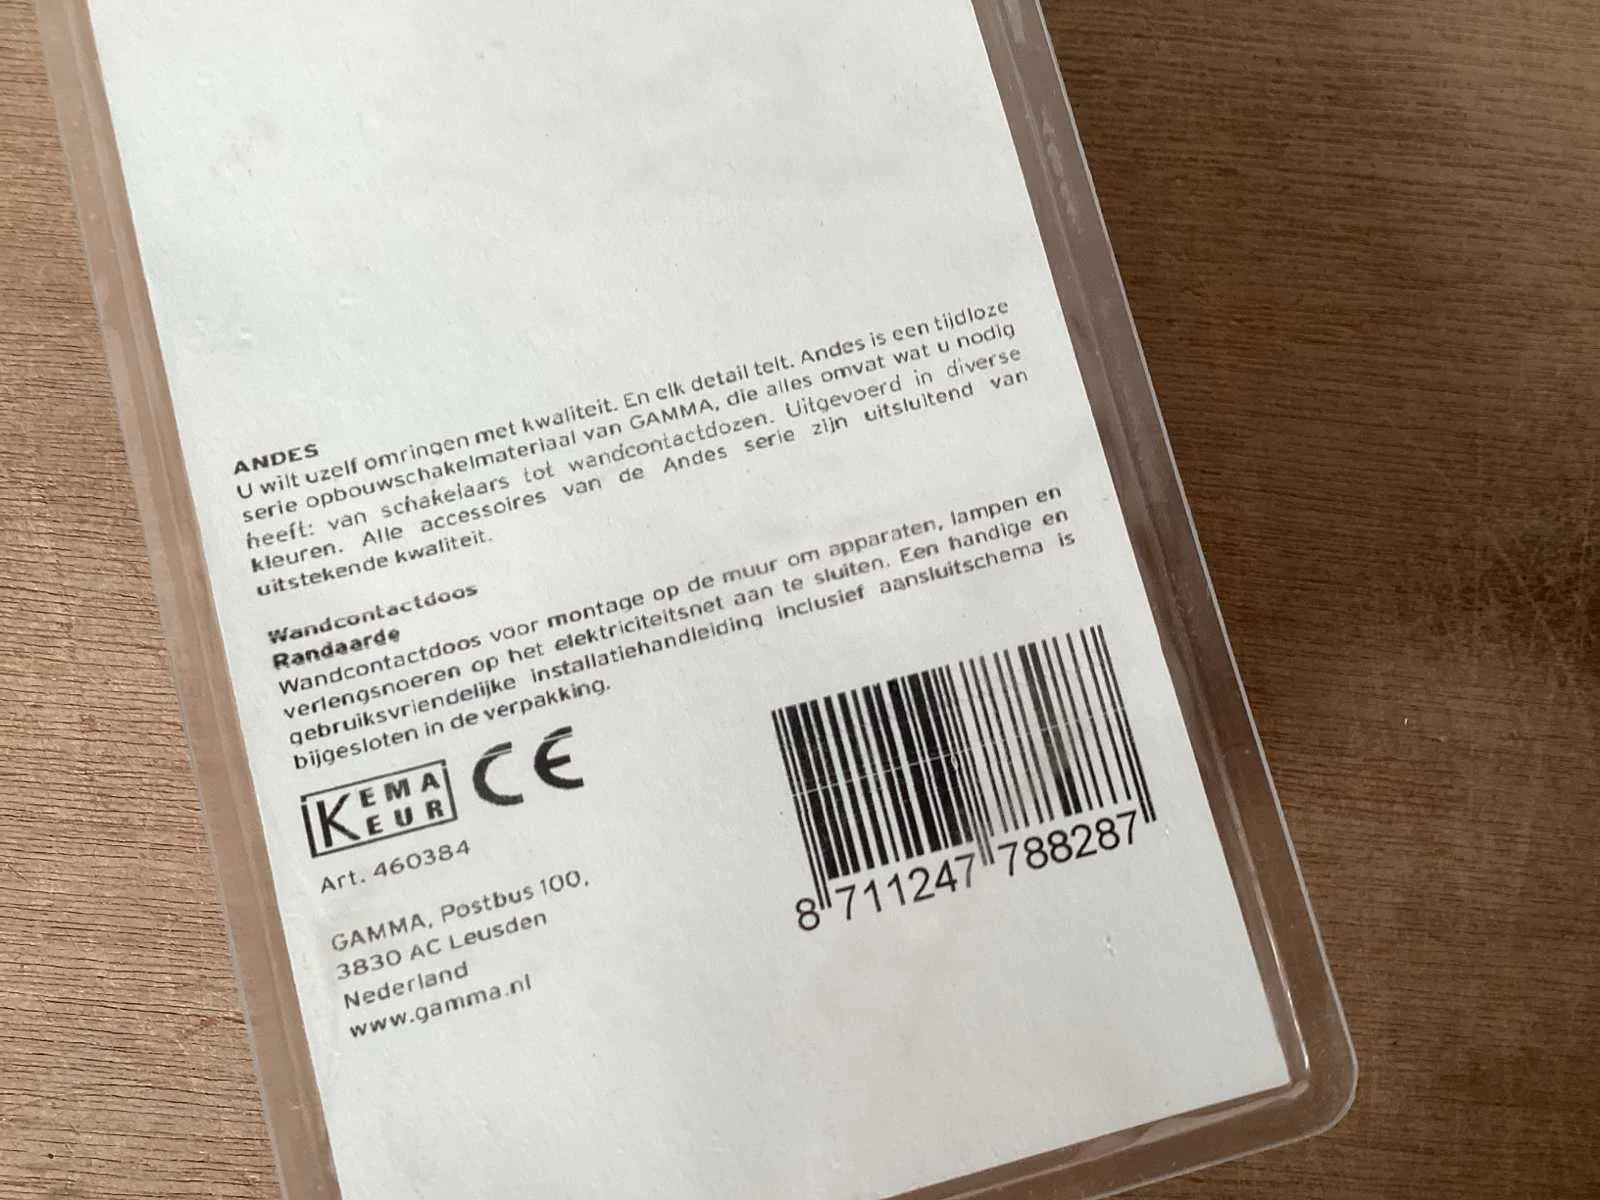 ANDES
U wilt uzelf omringen met kwaliteit. En elk detail telt. Andes is een tijdloze
serie opbouwschakelmateriaal van GAMMA, die alles omvat wat u nodig
heeft: van schakelaars tot wandcontactdozen. Uitgevoerd in diverse
kleuren. Alle accessoires van de Andes serie zijn uitsluitend van
uitstekende kwaliteit.
Wandcontactdoos
Randaarde
Wandcontactdoos voor montage op de muur om apparaten, lampen en
verlengsnoeren op het elektriciteitsnet aan te sluiten. Een handige en
gebruiksvriendelijke installatiehandleiding inclusief aansluitschema is
bijgesloten in de verpakking.
KEMA
KEUR
CE
Art. 460384
GAMMA, Postbus 100,
3830 AC Leusden
Nederland
www.gamma.nl
8 711247 788287